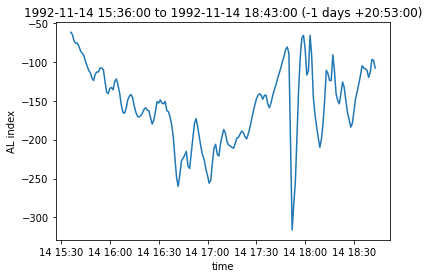 1992-11-14 15:36:00 to 1992-11-14 18:43:00 (-1 days +20:53:00)
−50
−100
−150
−200
−250
−300
AL index
14 15:30 14 16:00 14 16:30 14 17:00 14 17:30 14 18:00 14 18:30
time